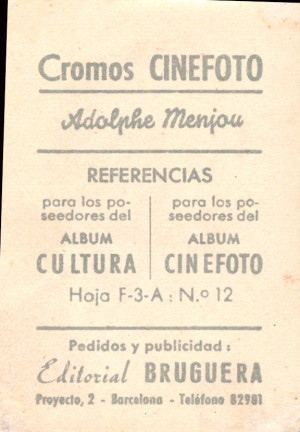 Cromos CINEFOTO
Adolphe Menjou
REFERENCIAS
para los po-
seedores del
ALBUM
CULTURA
para los po-
seedores del
ALBUM
CINEFOTO
Hoja F-3-A : N.o 12
Pedidos y publicidad :
Editorial BRUGUERA
Proyecto, 2 - Barcelona - Teléfono 82981